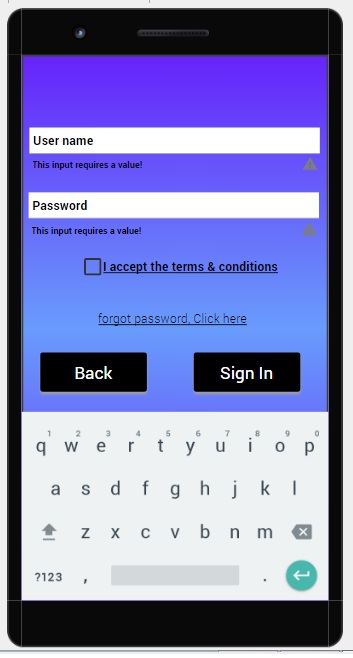 User name
This input requires a value!
Password
This input requires a value!
I accept the terms & conditions
forgot password, Click here
Back Sign In
1 2 3 4 5 6 7 8 9 0
q w e r t y u i o p
a s d f g h j k l
z x c v b n m
?123 , .